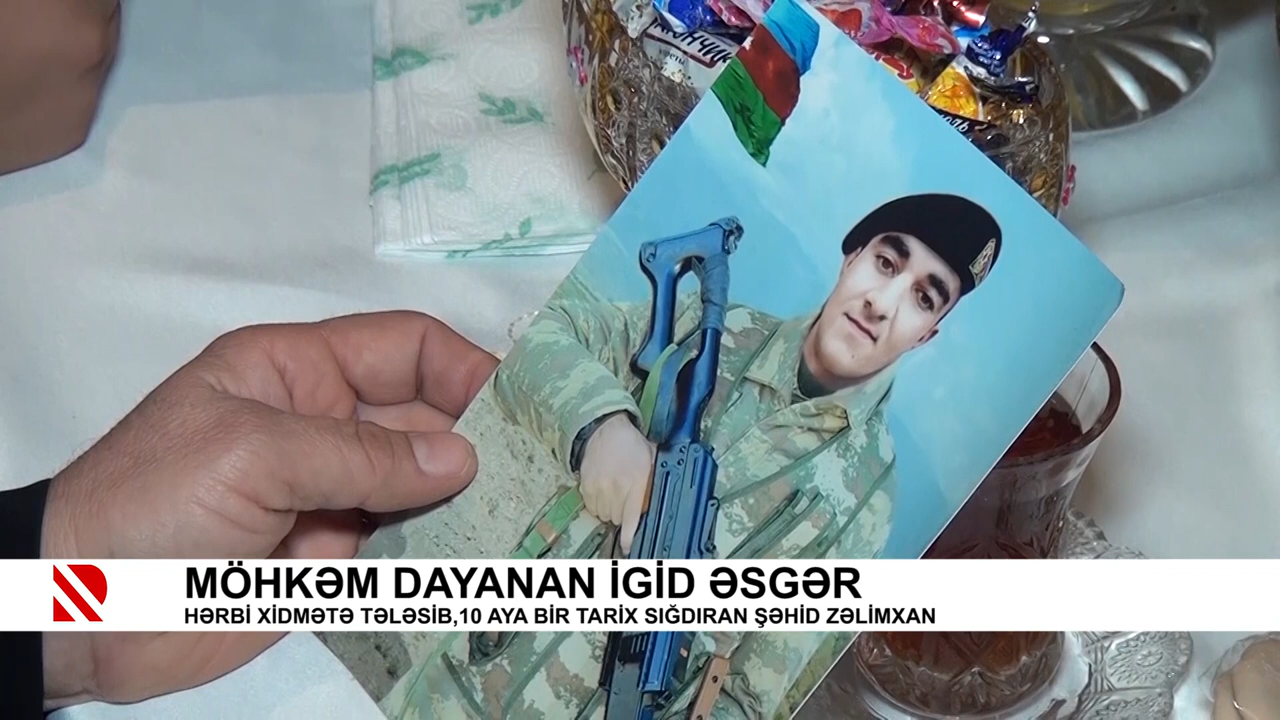 MÖHKƏM DAYANAN İGİD ƏSGƏR
HƏRBİ XİDMƏTƏ TƏLƏSİB,10 AYA BİR TARİX SIĞDIRAN ŞƏHİD ZƏLİMXAN